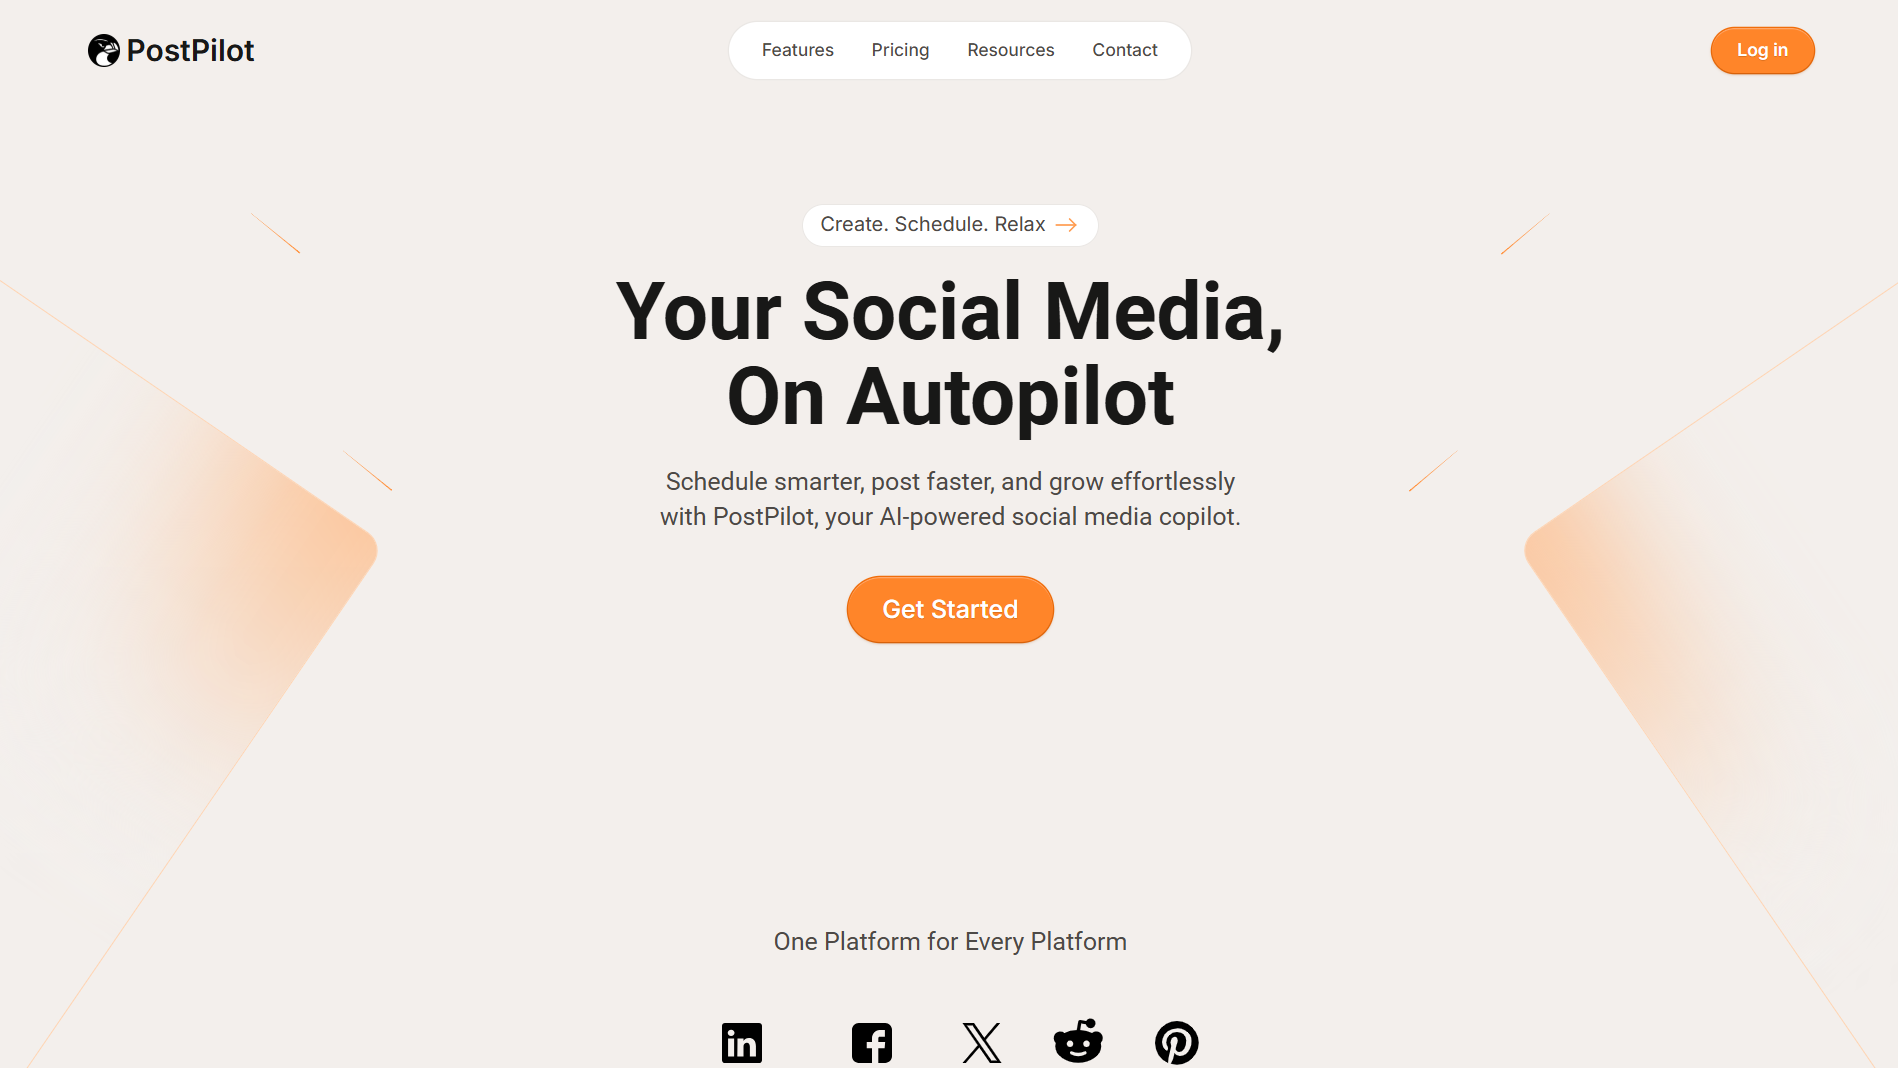 PostPilot
Features
Pricing
Resources
Contact
Log in
Create. Schedule. Relax
Your Social Media,
On Autopilot
Schedule smarter, post faster, and grow effortlessly
with PostPilot, your AI-powered social media copilot.
Get Started
One Platform for Every Platform